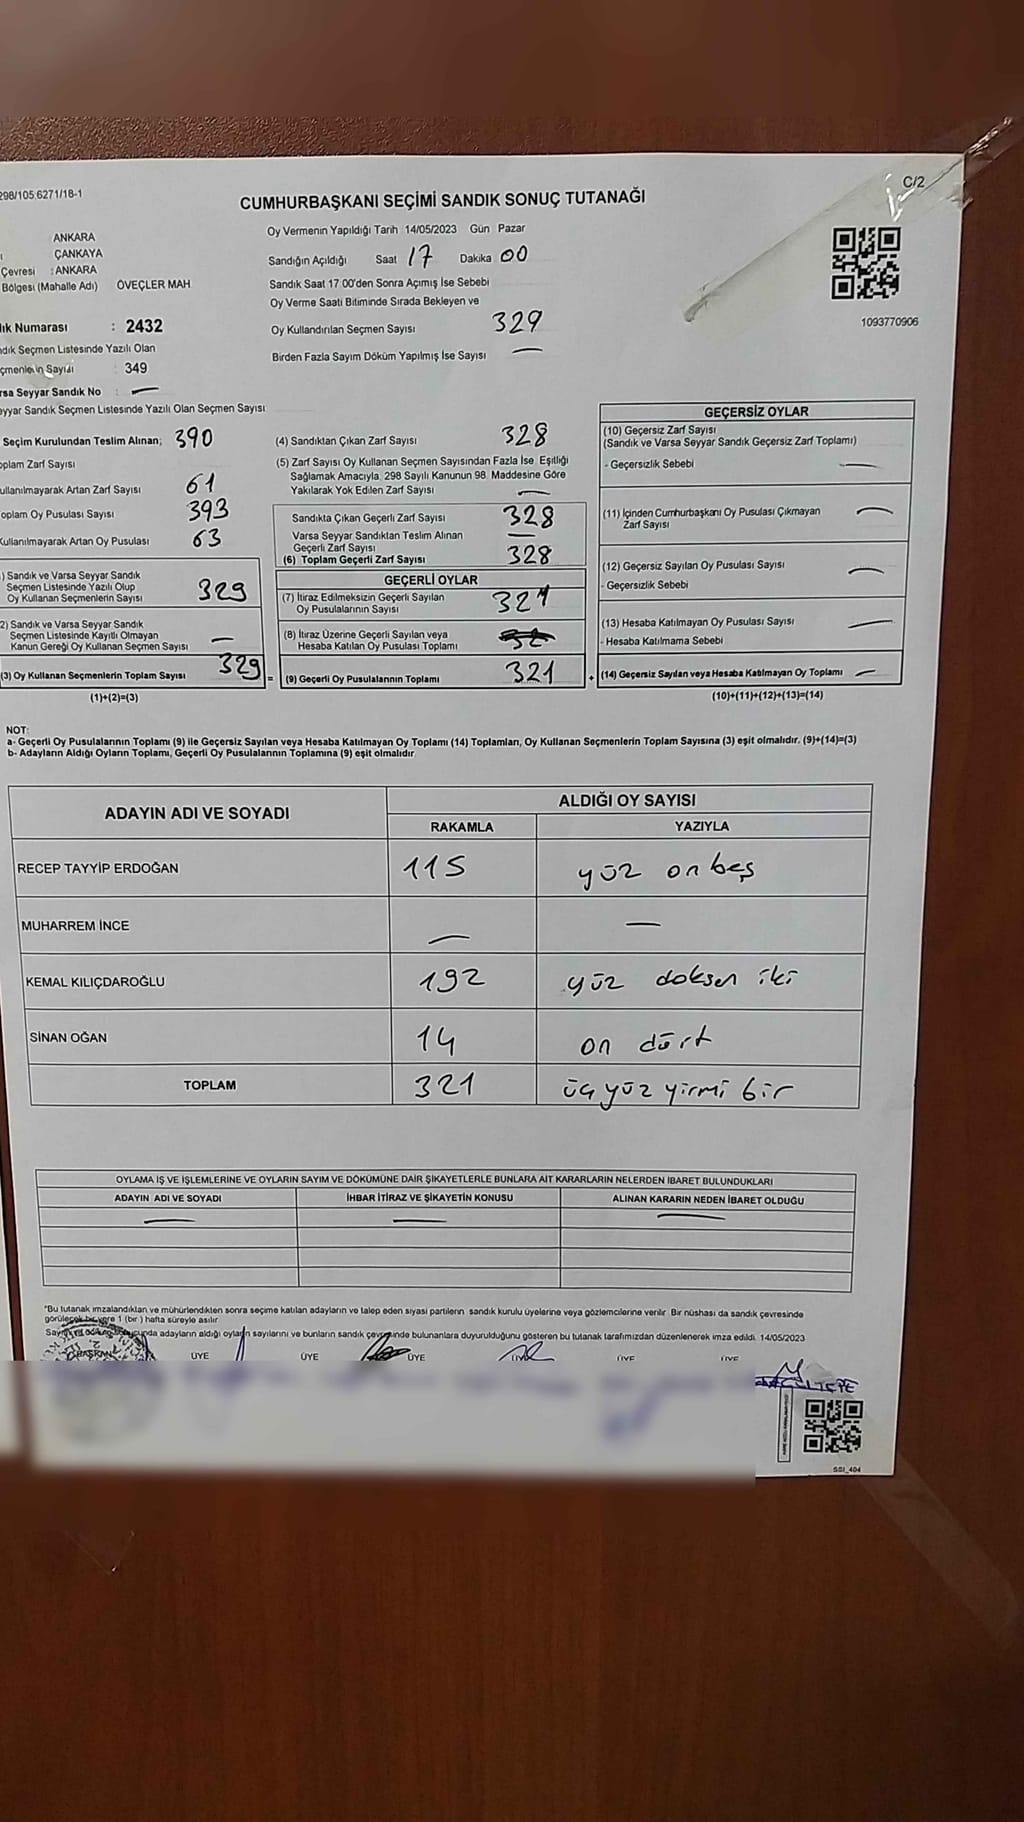 298/105 6271/18-1
C/2
CUMHURBAŞKANI SEÇİMİ SANDIK SONUÇ TUTANAĞI
ANKARA
ÇANKAYA
Çevresi : ANKARA
Bölgesi (Mahalle Adı) ÖVEÇLER MAH.
Numarası : 2432
Seçmen Listesinde Yazılı Olan
Sayısı 349
Seyyar Sandık No : —
Sandık Seçmen Listesinde Yazılı Olan Seçmen Sayısı
Oy Vermenin Yapıldığı Tarih 14/05/2023 Gün Pazar
Sandığın Açıldığı Saat 17 Dakika 00
Sandık Saat 17 00'den Sonra Açımış İse Sebebi
Oy Verme Saati Bitiminde Sırada Bekleyen ve
Oy Kullandırılan Seçmen Sayısı 329
Birden Fazla Sayım Döküm Yapılmış İse Sayısı —
1093770906
Seçim Kurulundan Teslim Alınan; 390
Zarf Sayısı
Artan Zarf Sayısı 61
Oy Pusulası Sayısı 393
Artan Oy Pusulası 63
) Sandık ve Varsa Seyyar Sandık
Seçmen Listesinde Yazılı Olup
Oy Kullanan Seçmenlerin Sayısı 329
2) Sandık ve Varsa Seyyar Sandık
Seçmen Listesinde Kayıtlı Olmayan
Kanun Gereği Oy Kullanan Seçmen Sayısı —
(3) Oy Kullanan Seçmenlerin Toplam Sayısı 329 =
(1)+(2)=(3)
(4) Sandıktan Çıkan Zarf Sayısı 328
(5) Zarf Sayısı Oy Kullanan Seçmen Sayısından Fazla İse, Eşitliği
Sağlamak Amacıyla, 298 Sayılı Kanunun 98. Maddesine Göre
Yakılarak Yok Edilen Zarf Sayısı —
Sandıkta Çıkan Geçerli Zarf Sayısı 328
Varsa Seyyar Sandıktan Teslim Alınan
Geçerli Zarf Sayısı —
(6) Toplam Geçerli Zarf Sayısı 328
GEÇERLİ OYLAR
(7) İtiraz Edilmeksizin Geçerli Sayılan
Oy Pusulalarının Sayısı 321
(8) İtiraz Üzerine Geçerli Sayılan veya
Hesaba Katılan Oy Pusulası Toplamı
(9) Geçerli Oy Pusulalarının Toplamı 321 +
GEÇERSİZ OYLAR
(10) Geçersiz Zarf Sayısı
(Sandık ve Varsa Seyyar Sandık Geçersiz Zarf Toplamı)
- Geçersizlik Sebebi —
(11) İçinden Cumhurbaşkanı Oy Pusulası Çıkmayan
Zarf Sayısı —
(12) Geçersiz Sayılan Oy Pusulası Sayısı —
- Geçersizlik Sebebi
(13) Hesaba Katılmayan Oy Pusulası Sayısı —
- Hesaba Katılmama Sebebi
(14) Geçersiz Sayılan veya Hesaba Katılmayan Oy Toplamı —
(10)+(11)+(12)+(13)=(14)
NOT:
a- Geçerli Oy Pusulalarının Toplamı (9) ile Geçersiz Sayılan veya Hesaba Katılmayan Oy Toplamı (14) Toplamları, Oy Kullanan Seçmenlerin Toplam Sayısına (3) eşit olmalıdır. (9)+(14)=(3)
b- Adayların Aldığı Oyların Toplamı, Geçerli Oy Pusulalarının Toplamına (9) eşit olmalıdır
ADAYIN ADI VE SOYADI ALDIĞI OY SAYISI
RAKAMLA YAZIYLA
RECEP TAYYİP ERDOĞAN 115 yüz on beş
MUHARREM İNCE — —
KEMAL KILIÇDAROĞLU 192 yüz doksan iki
SİNAN OĞAN 14 on dört
TOPLAM 321 üç yüz yirmi bir
OYLAMA İŞ VE İŞLEMLERİNE VE OYLARIN SAYIM VE DÖKÜMÜNE DAİR ŞİKAYETLERLE BUNLARA AİT KARARLARIN NELERDEN İBARET BULUNDUKLARI
ADAYIN ADI VE SOYADI İHBAR İTİRAZ VE ŞİKAYETİN KONUSU ALINAN KARARIN NEDEN İBARET OLDUĞU
— — —
*Bu tutanak imzalandıktan ve mühürlendikten sonra seçime katılan adayların ve talep eden siyasi partilerin sandık kurulu üyelerine veya gözlemcilerine verilir. Bir nüshası da sandık çevresinde
görülecek bir yere 1 (bir) hafta süreyle asılır
adayların aldığı oyların sayılarını ve bunların sandık çevresinde bulunanlara duyurulduğunu gösteren bu tutanak tarafımızdan düzenlenerek imza edildi. 14/05/2023
BAŞKAN ÜYE ÜYE ÜYE ÜYE ÜYE ÜYE
SSI_404